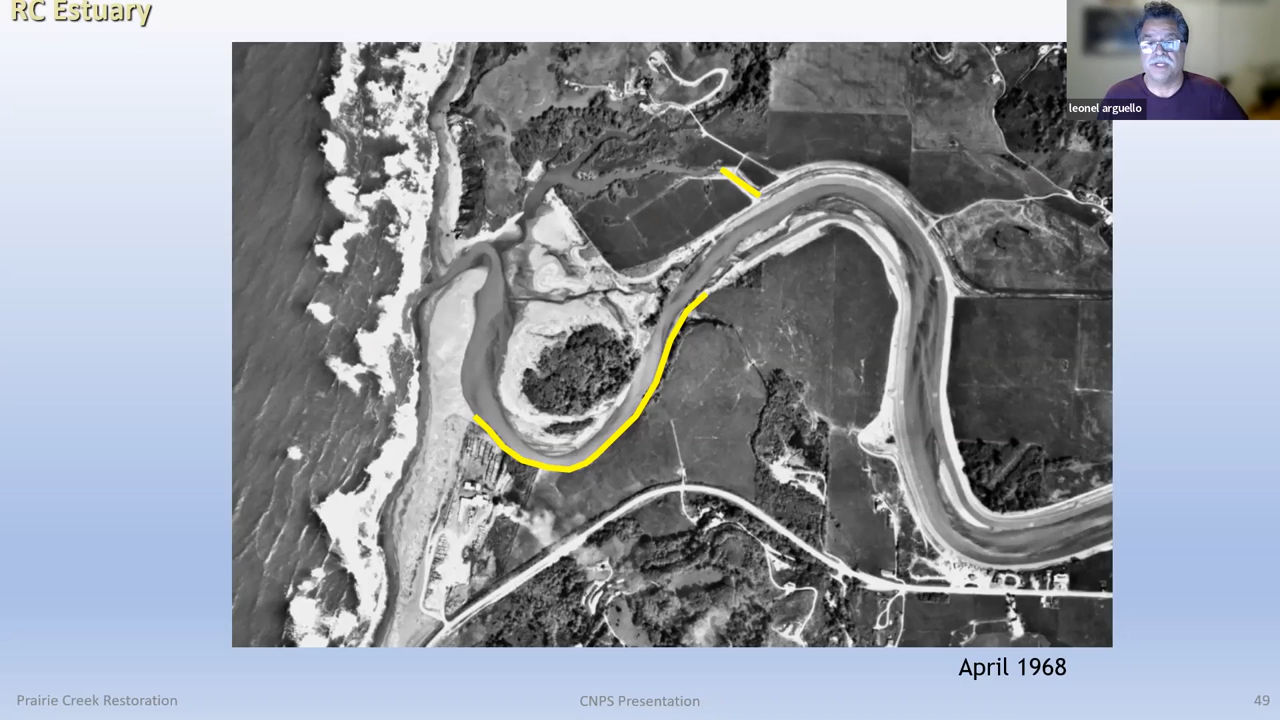 RC Estuary
leonel arguello
April 1968
Prairie Creek Restoration
CNPS Presentation
49